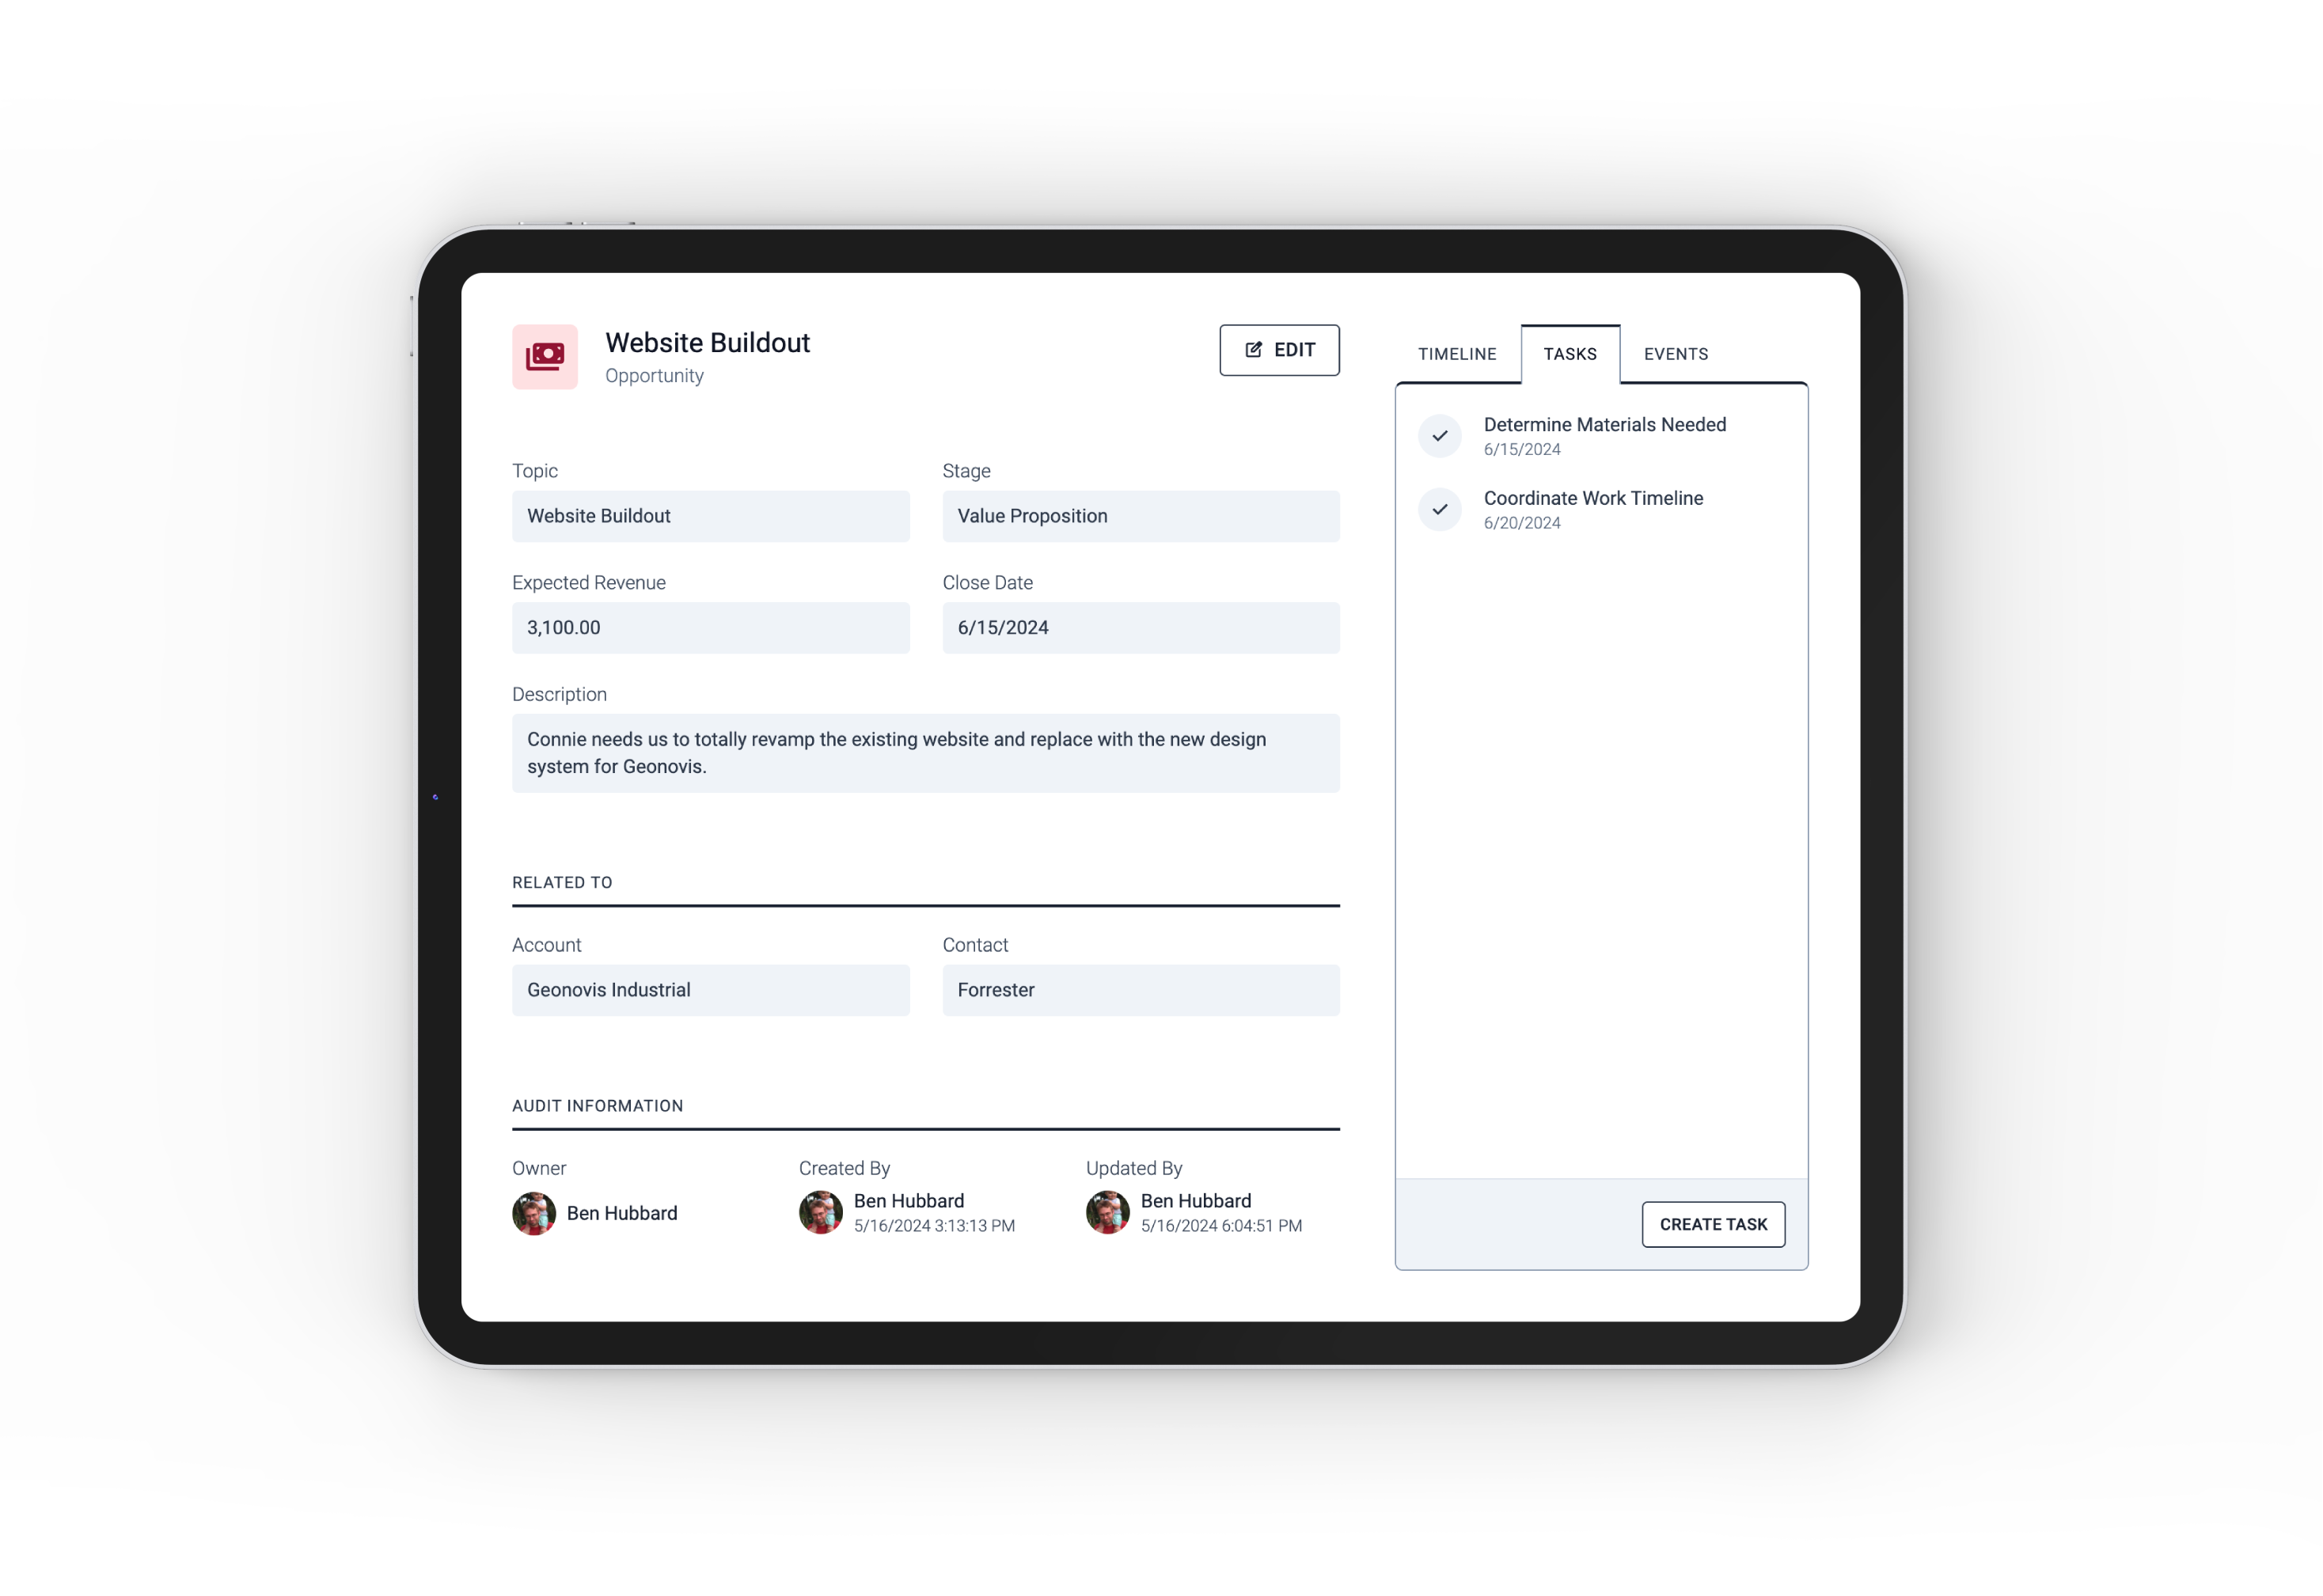 Website Buildout
Opportunity
EDIT
Topic
Website Buildout
Stage
Value Proposition
Expected Revenue
3,100.00
Close Date
6/15/2024
Description
Connie needs us to totally revamp the existing website and replace with the new design
system for Geonovis.
RELATED TO
Account
Geonovis Industrial
Contact
Forrester
AUDIT INFORMATION
Owner
Ben Hubbard
Created By
Ben Hubbard
5/16/2024 3:13:13 PM
Updated By
Ben Hubbard
5/16/2024 6:04:51 PM
TIMELINE
TASKS
EVENTS
Determine Materials Needed
6/15/2024
Coordinate Work Timeline
6/20/2024
CREATE TASK